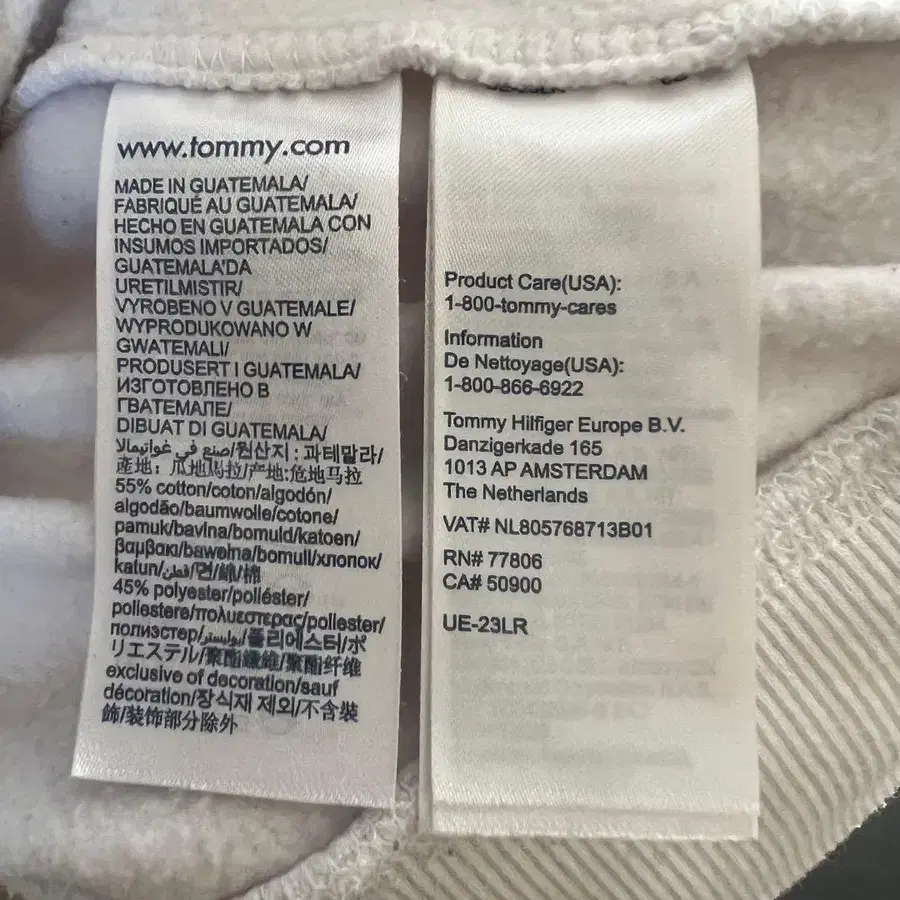 www.tommy.com
MADE IN GUATEMALA/
FABRIQUÉ AU GUATEMALA/
HECHO EN GUATEMALA CON
INSUMOS IMPORTADOS/
GUATEMALA'DA
URETILMISTIR/
VYROBENO V GUATEMALE/
WYPRODUKOWANO W
GWATEMALI/
PRODUSERT I GUATEMALA/
ИЗГОТОВЛЕНО В
ГВАТЕМАЛЕ/
DIBUAT DI GUATEMALA/
صنع في غواتيمالا/원산지 : 과테말라/
產地：瓜地馬拉/产地:危地马拉
55% cotton/coton/algodón/
algodão/baumwolle/cotone/
pamuk/bavlna/bomuld/katoen/
βαμβακι/bawełna/bomull/хлопок/
katun/قطن/면/綿/棉
45% polyester/poliéster/
poliestere/πολυεστερας/poliester/
полиэстер/بوليستر/폴리에스터/ポ
リエステル/聚酯纖維/聚酯纤维
exclusive of decoration/sauf
décoration/장식재 제외/不含裝
飾/装饰部分除外
Product Care(USA):
1-800-tommy-cares
Information
De Nettoyage(USA):
1-800-866-6922
Tommy Hilfiger Europe B.V.
Danzigerkade 165
1013 AP AMSTERDAM
The Netherlands
VAT# NL805768713B01
RN# 77806
CA# 50900
UE-23LR